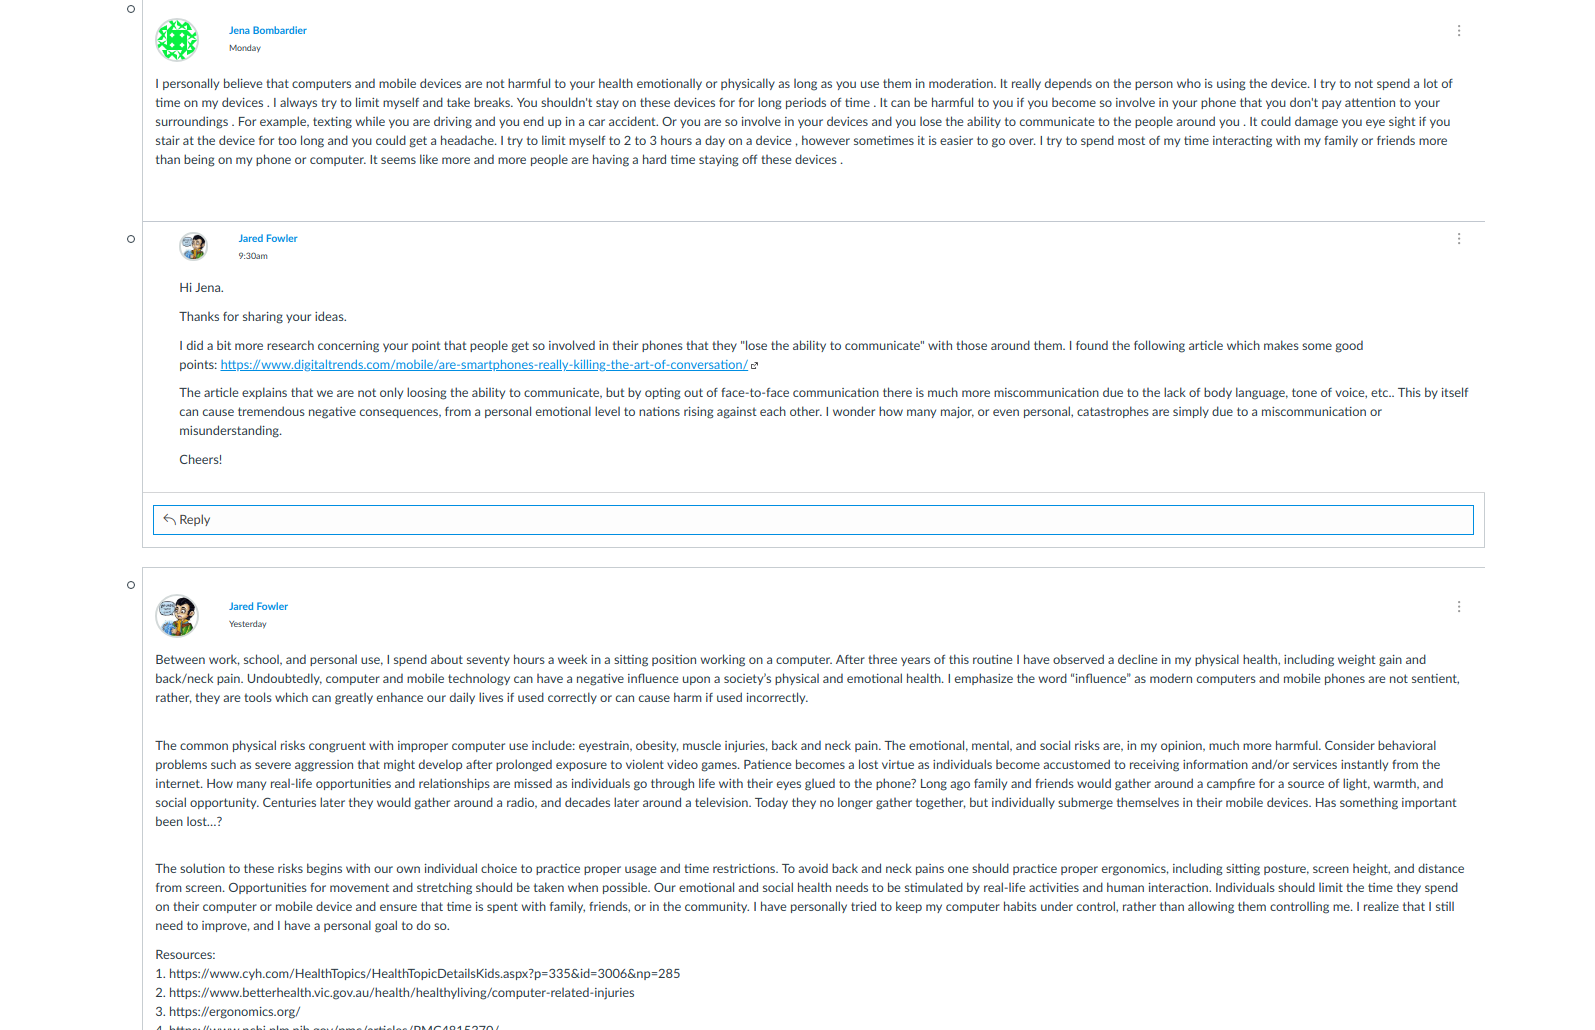 Jena Bombardier
Monday
I personally believe that computers and mobile devices are not harmful to your health emotionally or physically as long as you use them in moderation. It really depends on the person who is using the device. I try to not spend a lot of
time on my devices . I always try to limit myself and take breaks. You shouldn't stay on these devices for for long periods of time . It can be harmful to you if you become so involve in your phone that you don't pay attention to your
surroundings . For example, texting while you are driving and you end up in a car accident. Or you are so involve in your devices and you lose the ability to communicate to the people around you . It could damage you eye sight if you
stair at the device for too long and you could get a headache. I try to limit myself to 2 to 3 hours a day on a device , however sometimes it is easier to go over. I try to spend most of my time interacting with my family or friends more
than being on my phone or computer. It seems like more and more people are having a hard time staying off these devices .
Jared Fowler
9:30am
Hi Jena.
Thanks for sharing your ideas.
I did a bit more research concerning your point that people get so involved in their phones that they "lose the ability to communicate" with those around them. I found the following article which makes some good
points: https://www.digitaltrends.com/mobile/are-smartphones-really-killing-the-art-of-conversation/
The article explains that we are not only loosing the ability to communicate, but by opting out of face-to-face communication there is much more miscommunication due to the lack of body language, tone of voice, etc.. This by itself
can cause tremendous negative consequences, from a personal emotional level to nations rising against each other. I wonder how many major, or even personal, catastrophes are simply due to a miscommunication or
misunderstanding.
Cheers!
Reply
Jared Fowler
Yesterday
Between work, school, and personal use, I spend about seventy hours a week in a sitting position working on a computer. After three years of this routine I have observed a decline in my physical health, including weight gain and
back/neck pain. Undoubtedly, computer and mobile technology can have a negative influence upon a society's physical and emotional health. I emphasize the word “influence” as modern computers and mobile phones are not sentient,
rather, they are tools which can greatly enhance our daily lives if used correctly or can cause harm if used incorrectly.
The common physical risks congruent with improper computer use include: eyestrain, obesity, muscle injuries, back and neck pain. The emotional, mental, and social risks are, in my opinion, much more harmful. Consider behavioral
problems such as severe aggression that might develop after prolonged exposure to violent video games. Patience becomes a lost virtue as individuals become accustomed to receiving information and/or services instantly from the
internet. How many real-life opportunities and relationships are missed as individuals go through life with their eyes glued to the phone? Long ago family and friends would gather around a campfire for a source of light, warmth, and
social opportunity. Centuries later they would gather around a radio, and decades later around a television. Today they no longer gather together, but individually submerge themselves in their mobile devices. Has something important
been lost...?
The solution to these risks begins with our own individual choice to practice proper usage and time restrictions. To avoid back and neck pains one should practice proper ergonomics, including sitting posture, screen height, and distance
from screen. Opportunities for movement and stretching should be taken when possible. Our emotional and social health needs to be stimulated by real-life activities and human interaction. Individuals should limit the time they spend
on their computer or mobile device and ensure that time is spent with family, friends, or in the community. I have personally tried to keep my computer habits under control, rather than allowing them controlling me. I realize that I still
need to improve, and I have a personal goal to do so.
Resources:
1. https://www.cyh.com/HealthTopics/HealthTopicDetailsKids.aspx?p=335&id=3006&np=285
2. https://www.betterhealth.vic.gov.au/health/healthyliving/computer-related-injuries
3. https://ergonomics.org/
4. https://www.ncbi.nlm.nih.gov/pmc/articles/PMC4815270/